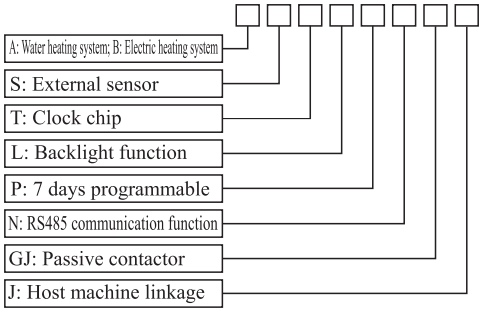 A: Water heating system; B: Electric heating system
S: External sensor
T: Clock chip
L: Backlight function
P: 7 days programmable
N: RS485 communication function
GJ: Passive contactor
J: Host machine linkage